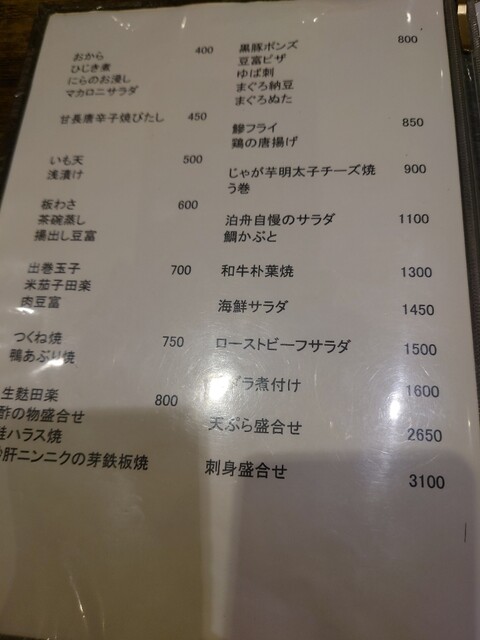 おから 400
ひじき煮
にらのお浸し
マカロニサラダ
甘長唐辛子焼びたし 450
いも天 500
浅漬け
板わさ 600
茶碗蒸し
揚出し豆富
出巻玉子 700
米茄子田楽
肉豆富
つくね焼 750
鴨あぶり焼
生麩田楽 800
酢の物盛合せ
ハラス焼
肝ニンニクの芽鉄板焼
黒豚ポンズ 800
豆富ピザ
ゆば刺
まぐろ納豆
まぐろぬた
鯵フライ 850
鶏の唐揚げ
じゃが芋明太子チーズ焼 900
う巻
泊舟自慢のサラダ 1100
鯛かぶと
和牛朴葉焼 1300
海鮮サラダ 1450
ローストビーフサラダ 1500
ダラ煮付け 1600
天ぷら盛合せ 2650
刺身盛合せ 3100